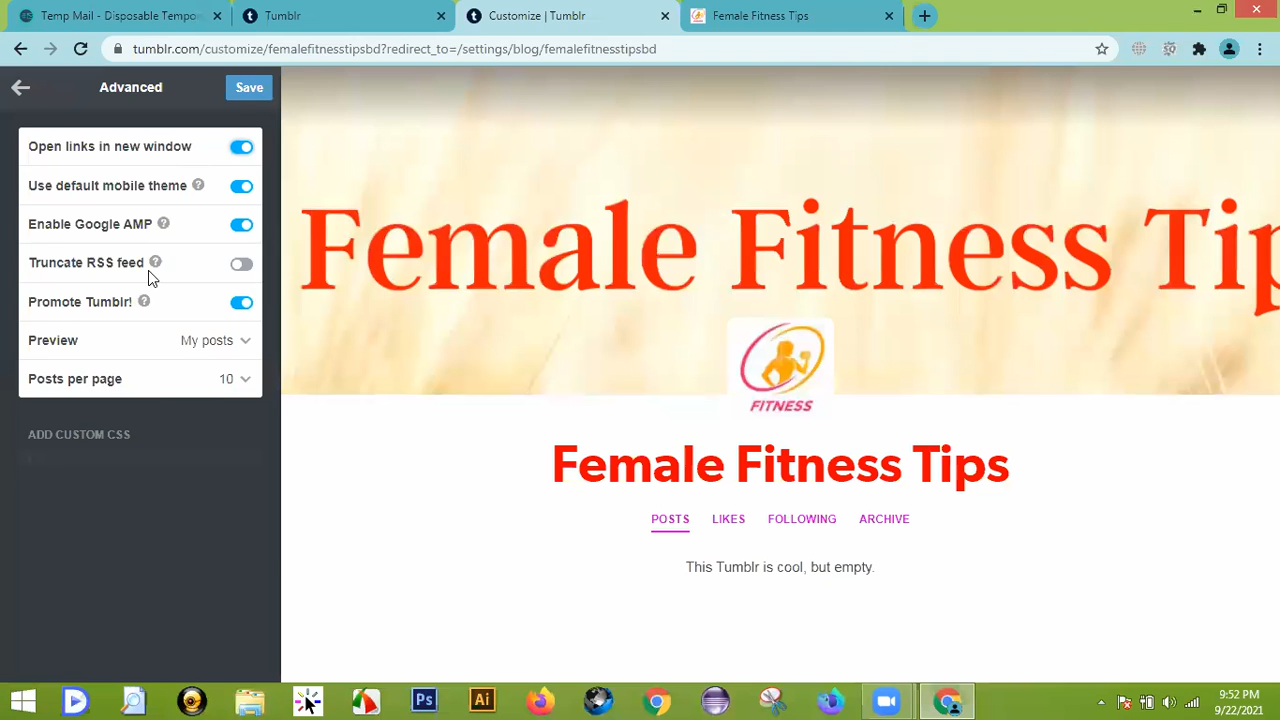 Temp Mail - Disposable Tempo
Tumblr
Customize | Tumblr
Female Fitness Tips
tumblr.com/customize/femalefitnesstipsbd?redirect_to=/settings/blog/femalefitnesstipsbd
Advanced
Save
Open links in new window
Use default mobile theme ?
Enable Google AMP ?
Truncate RSS feed ?
Promote Tumblr! ?
Preview My posts
Posts per page 10
ADD CUSTOM CSS
Female Fitness Tip
FITNESS
Female Fitness Tips
POSTS LIKES FOLLOWING ARCHIVE
This Tumblr is cool, but empty.
Ps
Ai
9:52 PM
9/22/2021